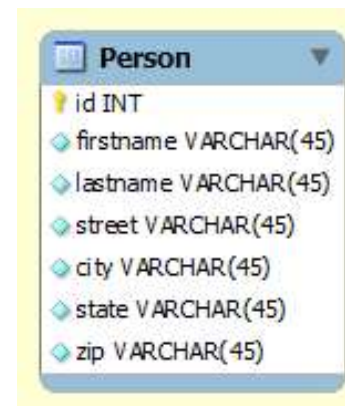 Person
id INT
firstname VARCHAR(45)
lastname VARCHAR(45)
street VARCHAR(45)
city VARCHAR(45)
state VARCHAR(45)
zip VARCHAR(45)